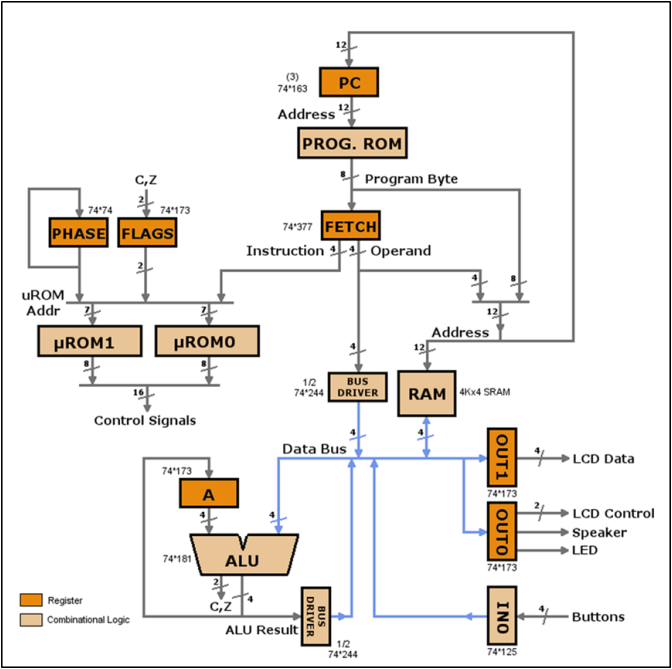 12
(3)
74*163
PC
Address
12
PROG. ROM
8
Program Byte
C,Z
2
74*74
74*173
PHASE
FLAGS
74*377
FETCH
Instruction
4
4
Operand
2
4
8
uROM
Addr
7
7
12
Address
µROM1
µROM0
12
8
8
4
1/2
74*244
BUS
DRIVER
RAM
4Kx4 SRAM
16
Control Signals
4
4
Data Bus
OUT1
4
LCD Data
74*173
74*173
A
4
4
OUT0
2
LCD Control
Speaker
LED
74*173
74*181
ALU
2
4
C,Z
Register
Combinational Logic
ALU Result
BUS
DRIVER
1/2
74*244
IN0
4
Buttons
74*125